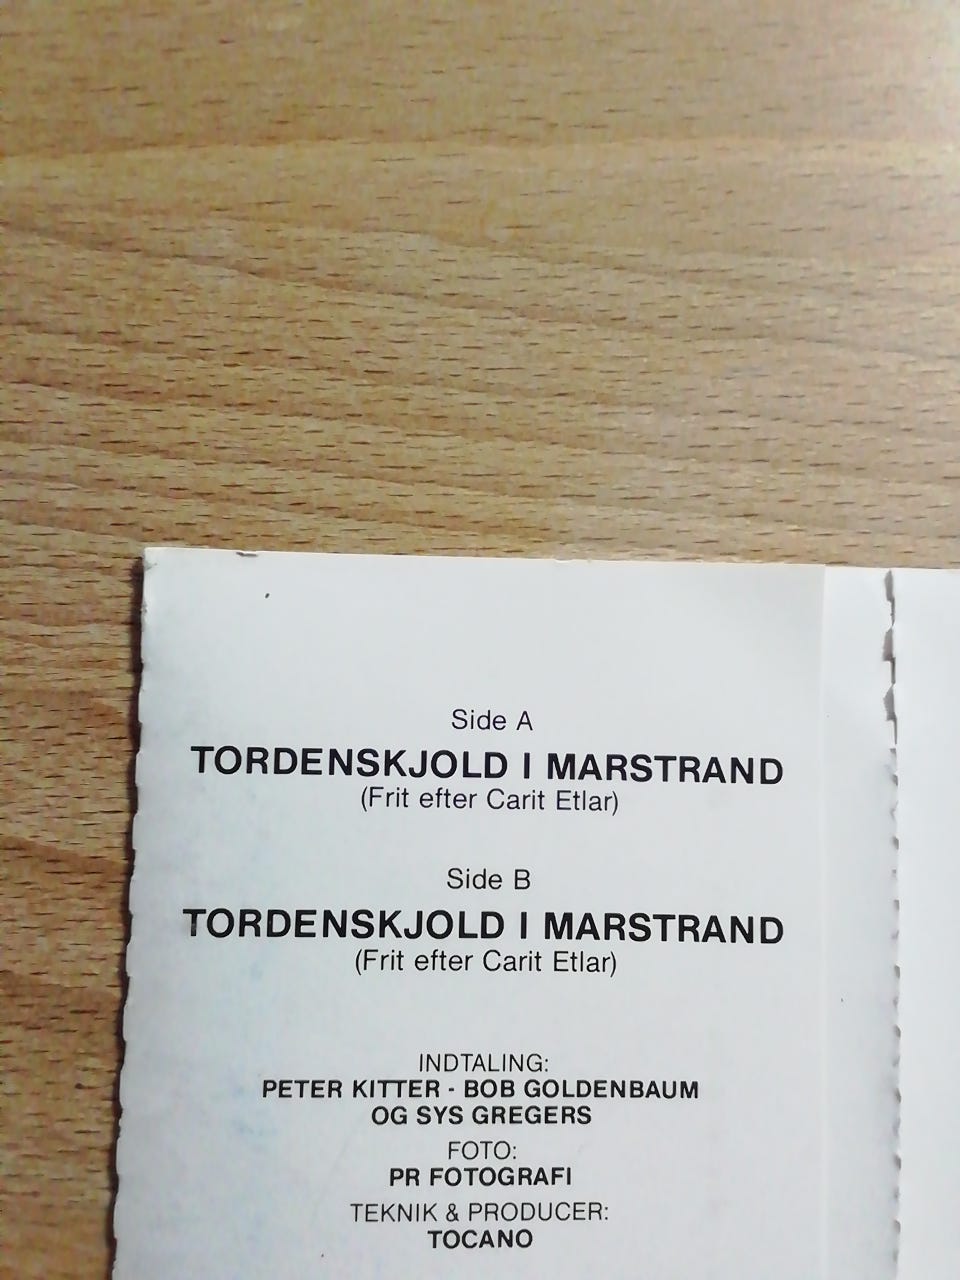 Side A
TORDENSKJOLD I MARSTRAND
(Frit efter Carit Etlar)
Side B
TORDENSKJOLD I MARSTRAND
(Frit efter Carit Etlar)
INDTALING:
PETER KITTER - BOB GOLDENBAUM
OG SYS GREGERS
FOTO:
PR FOTOGRAFI
TEKNIK & PRODUCER:
TOCANO